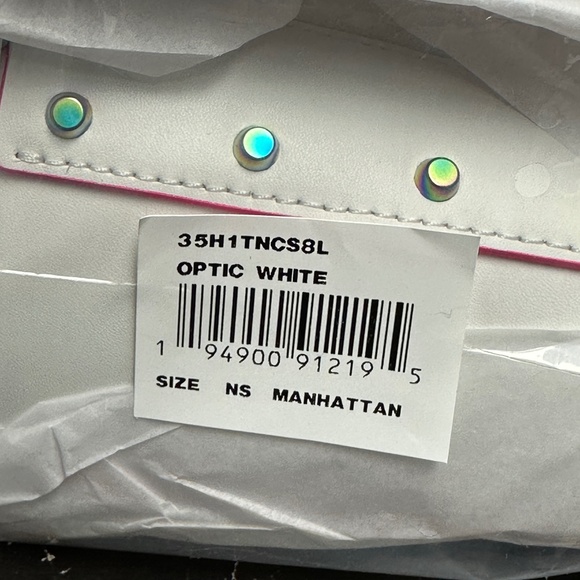 35H1TNCS8L
OPTIC WHITE
1 94900 91219 5
SIZE NS MANHATTAN